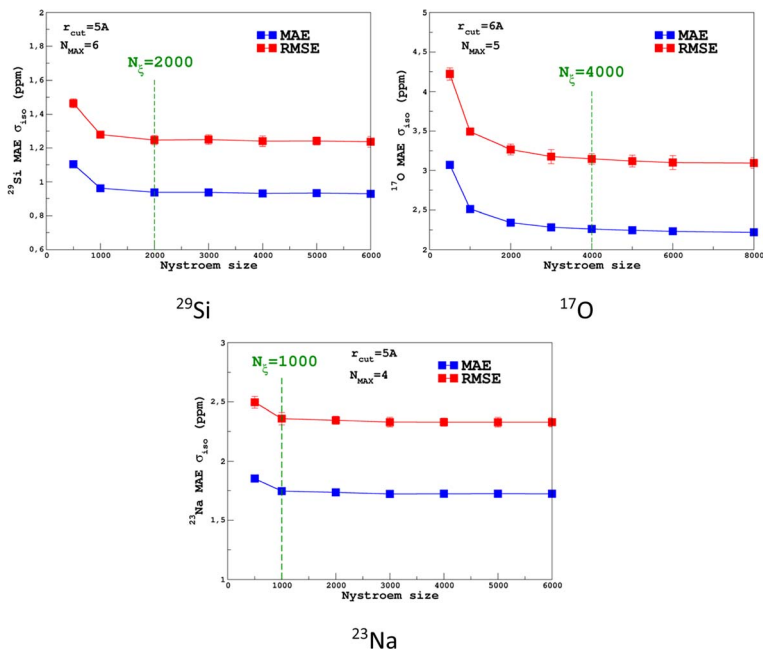 2
1,8
1,6
1,4
1,2
1
0,8
0,6
²⁹Si MAE σ_iso (ppm)
r_cut=5A
N_MAX=6
N_ξ=2000
MAE
RMSE
0 1000 2000 3000 4000 5000 6000
Nystroem size
²⁹Si
5
4,5
4
3,5
3
2,5
2
¹⁷O MAE σ_iso (ppm)
r_cut=6A
N_MAX=5
N_ξ=4000
MAE
RMSE
0 2000 4000 6000 8000
Nystroem size
¹⁷O
3
2,5
2
1,5
1
²³Na MAE σ_iso (ppm)
N_ξ=1000
r_cut=5A
N_MAX=4
MAE
RMSE
0 1000 2000 3000 4000 5000 6000
Nystroem size
²³Na